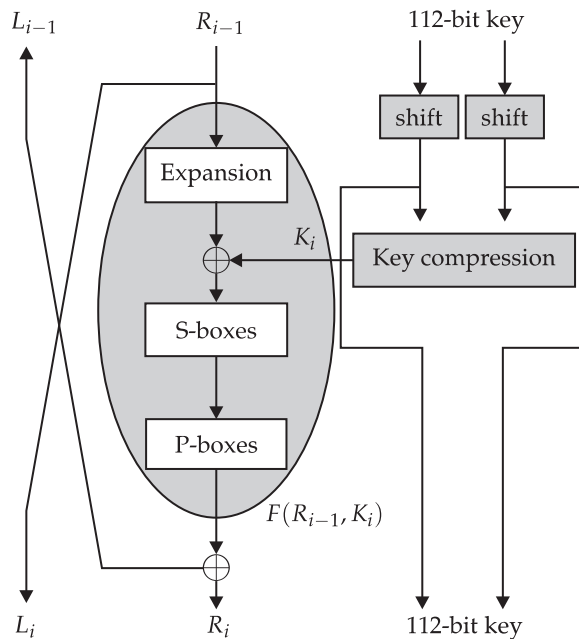 L_{i−1}
R_{i−1}
112-bit key
shift
shift
Expansion
K_i
Key compression
S-boxes
P-boxes
F(R_{i−1}, K_i)
L_i
R_i
112-bit key